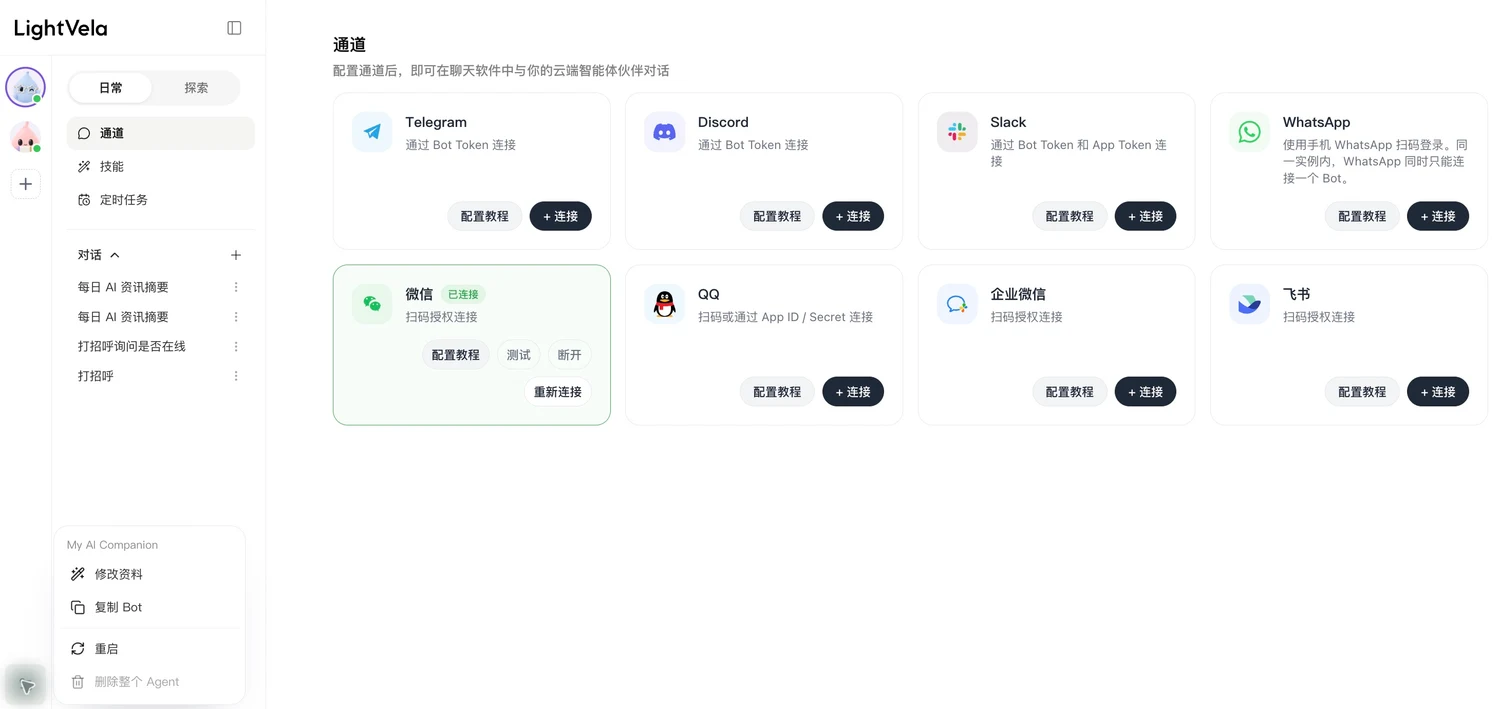 LightVela
日常
探索
通道
技能
定时任务
对话
每日 AI 资讯摘要
每日 AI 资讯摘要
打招呼询问是否在线
打招呼
My AI Companion
修改资料
复制 Bot
重启
删除整个 Agent
通道
配置通道后，即可在聊天软件中与你的云端智能体伙伴对话
Telegram
通过 Bot Token 连接
配置教程
+ 连接
Discord
通过 Bot Token 连接
配置教程
+ 连接
Slack
通过 Bot Token 和 App Token 连
接
配置教程
+ 连接
WhatsApp
使用手机 WhatsApp 扫码登录。同
一实例内，WhatsApp 同时只能连
接一个 Bot。
配置教程
+ 连接
微信 已连接
扫码授权连接
配置教程
测试
断开
重新连接
QQ
扫码或通过 App ID / Secret 连接
配置教程
+ 连接
企业微信
扫码授权连接
配置教程
+ 连接
飞书
扫码授权连接
配置教程
+ 连接